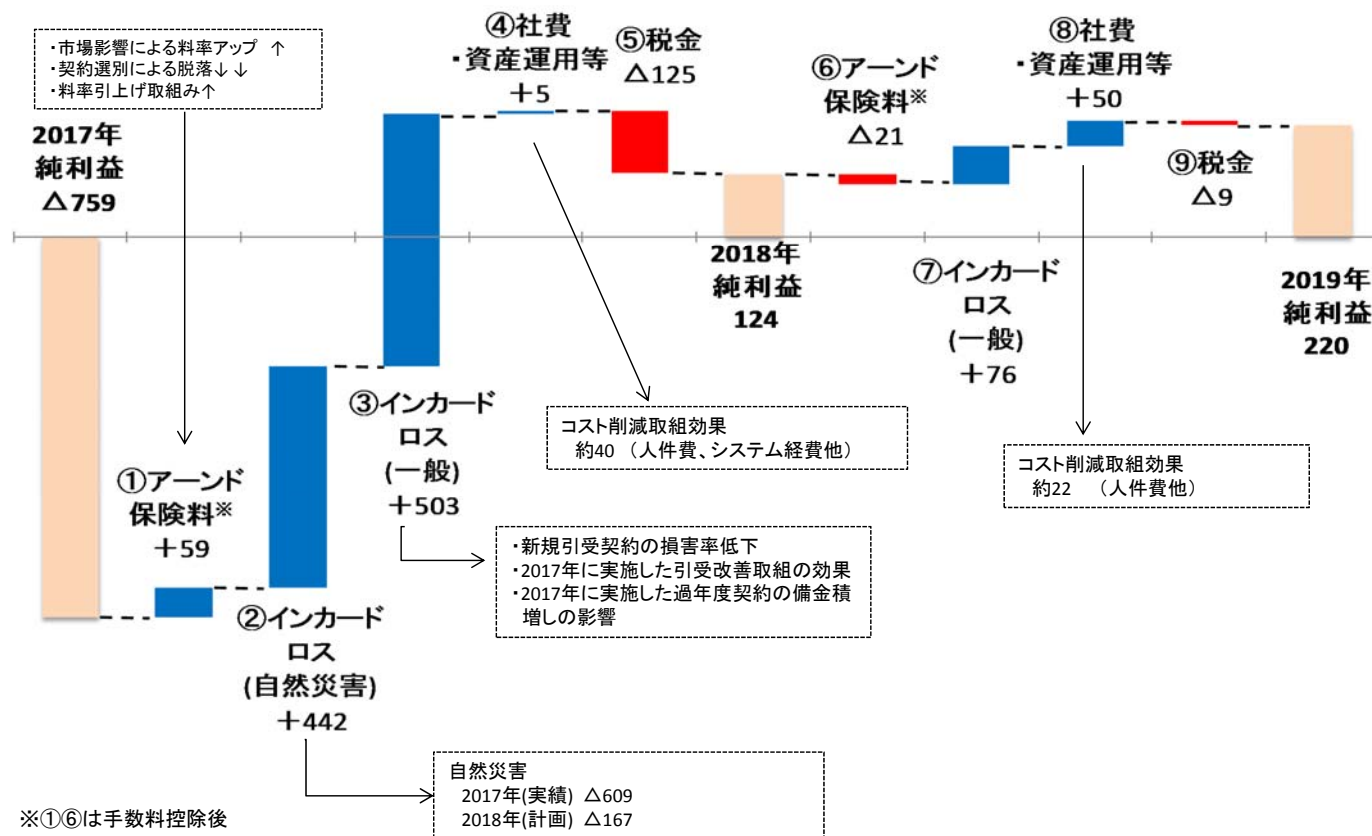 ・市場影響による料率アップ ↑
・契約選別による脱落↓↓
・料率引上げ取組み↑
2017年
純利益
△759
①アーンド
保険料※
+59
②インカード
ロス
(自然災害)
+442
③インカード
ロス
(一般)
+503
④社費
・資産運用等
+5
⑤税金
△125
2018年
純利益
124
⑥アーンド
保険料※
△21
⑦インカード
ロス
(一般)
+76
⑧社費
・資産運用等
+50
⑨税金
△9
2019年
純利益
220
コスト削減取組効果
約40 (人件費、システム経費他)
コスト削減取組効果
約22 (人件費他)
・新規引受契約の損害率低下
・2017年に実施した引受改善取組の効果
・2017年に実施した過年度契約の備金積
増しの影響
自然災害
2017年(実績) △609
2018年(計画) △167
※①⑥は手数料控除後